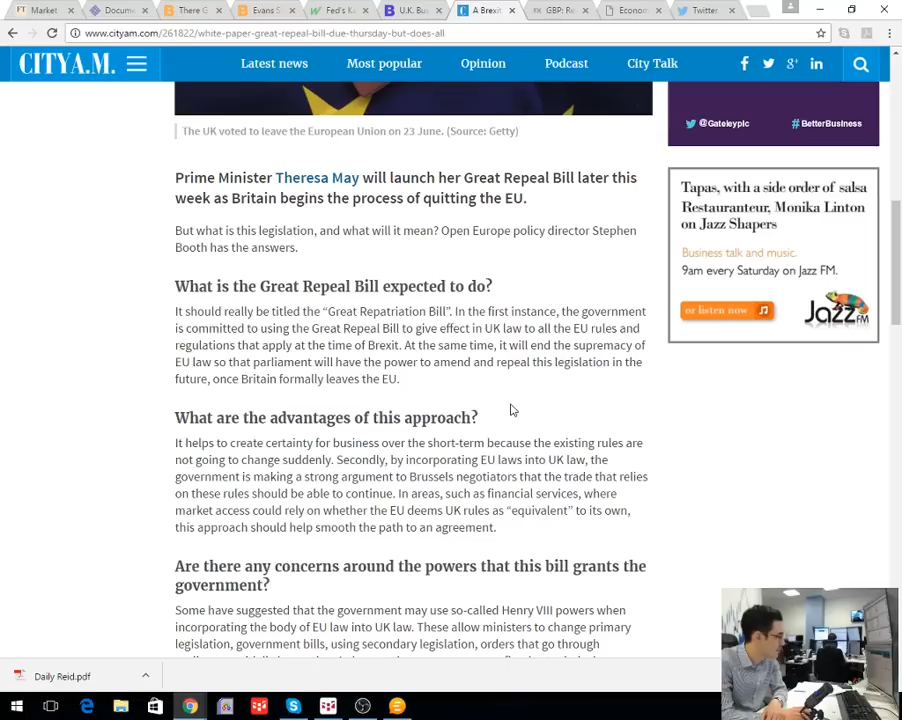 Market
Docum
There G
Evans S
Fed's K
U.K. Bu
A Brexit
GBP: Re
Econom
Twitter
www.cityam.com/261822/white-paper-great-repeal-bill-due-thursday-but-does-all
CITYA.M.
Latest news
Most popular
Opinion
Podcast
City Talk
The UK voted to leave the European Union on 23 June. (Source: Getty)
@Gateleyplc #BetterBusiness
Prime Minister Theresa May will launch her Great Repeal Bill later this
week as Britain begins the process of quitting the EU.
But what is this legislation, and what will it mean? Open Europe policy director Stephen
Booth has the answers.
What is the Great Repeal Bill expected to do?
It should really be titled the “Great Repatriation Bill”. In the first instance, the government
is committed to using the Great Repeal Bill to give effect in UK law to all the EU rules and
regulations that apply at the time of Brexit. At the same time, it will end the supremacy of
EU law so that parliament will have the power to amend and repeal this legislation in the
future, once Britain formally leaves the EU.
What are the advantages of this approach?
It helps to create certainty for business over the short-term because the existing rules are
not going to change suddenly. Secondly, by incorporating EU laws into UK law, the
government is making a strong argument to Brussels negotiators that the trade that relies
on these rules should be able to continue. In areas, such as financial services, where
market access could rely on whether the EU deems UK rules as “equivalent” to its own,
this approach should help smooth the path to an agreement.
Are there any concerns around the powers that this bill grants the
government?
Some have suggested that the government may use so-called Henry VIII powers when
incorporating the body of EU law into UK law. These allow ministers to change primary
legislation, government bills, using secondary legislation, orders that go through
Tapas, with a side order of salsa
Restauranteur, Monika Linton
on Jazz Shapers
Business talk and music.
9am every Saturday on Jazz FM.
or listen now
JAZZ FM
Daily Reid.pdf